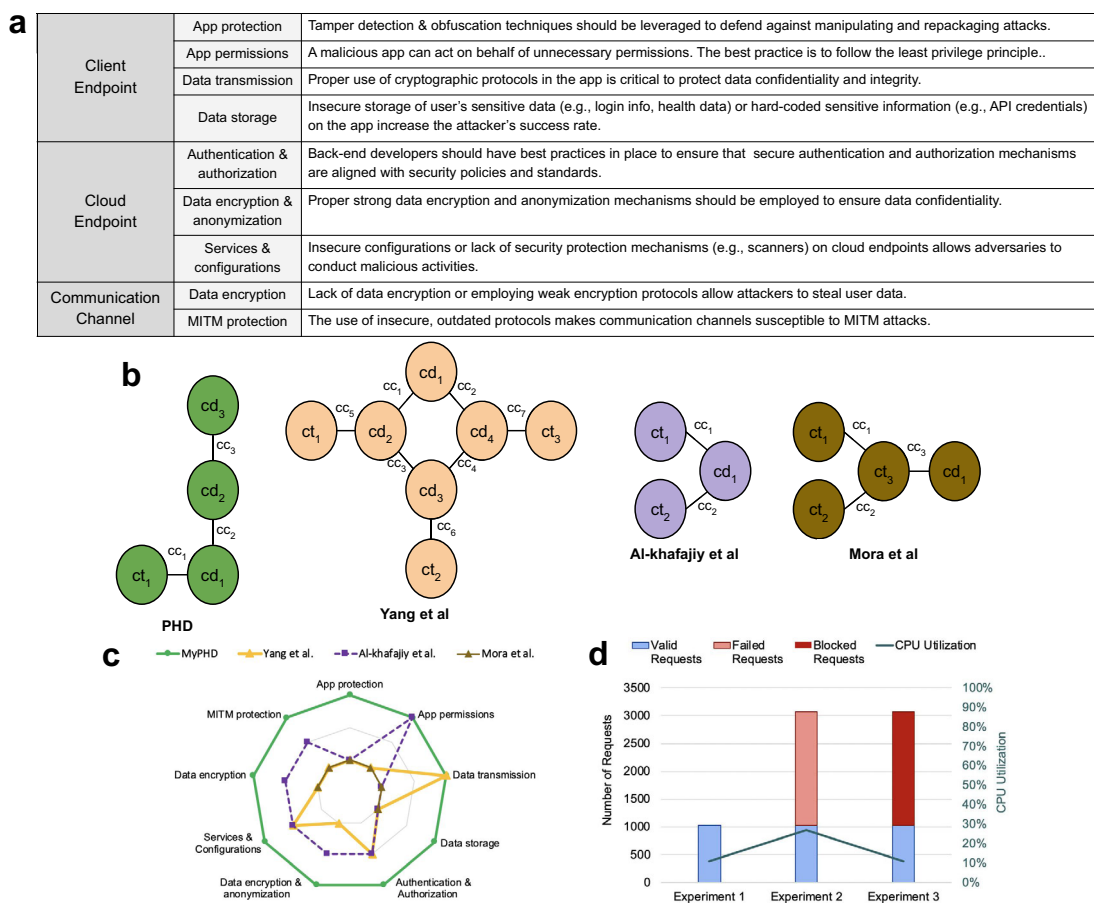 a
Client
Endpoint
App protection
Tamper detection & obfuscation techniques should be leveraged to defend against manipulating and repackaging attacks.
App permissions
A malicious app can act on behalf of unnecessary permissions. The best practice is to follow the least privilege principle..
Data transmission
Proper use of cryptographic protocols in the app is critical to protect data confidentiality and integrity.
Data storage
Insecure storage of user's sensitive data (e.g., login info, health data) or hard-coded sensitive information (e.g., API credentials)
on the app increase the attacker's success rate.
Cloud
Endpoint
Authentication &
authorization
Back-end developers should have best practices in place to ensure that secure authentication and authorization mechanisms
are aligned with security policies and standards.
Data encryption &
anonymization
Proper strong data encryption and anonymization mechanisms should be employed to ensure data confidentiality.
Services &
configurations
Insecure configurations or lack of security protection mechanisms (e.g., scanners) on cloud endpoints allows adversaries to
conduct malicious activities.
Communication
Channel
Data encryption
Lack of data encryption or employing weak encryption protocols allow attackers to steal user data.
MITM protection
The use of insecure, outdated protocols makes communication channels susceptible to MITM attacks.
b
cd3
cc3
cd2
cc2
ct1
cc1
cd1
PHD
cd1
cc1
cc2
ct1
cc5
cd2
cd4
cc7
ct3
cc3
cc4
cd3
cc6
ct2
Yang et al
ct1
cc1
cd1
ct2
cc2
Al-khafajiy et al
ct1
cc1
ct3
cc3
cd1
ct2
cc2
Mora et al
c
MyPHD
Yang et al.
Al-khafajiy et al.
Mora et al.
App protection
App permissions
Data transmission
Data storage
Authentication &
Authorization
Data encryption &
anonymization
Services &
Configurations
Data encryption
MITM protection
d
Valid
Requests
Failed
Requests
Blocked
Requests
CPU Utilization
Number of Requests
3500
3000
2500
2000
1500
1000
500
0
100%
90%
80%
70%
60%
50%
40%
30%
20%
10%
0%
CPU Utilization
Experiment 1
Experiment 2
Experiment 3